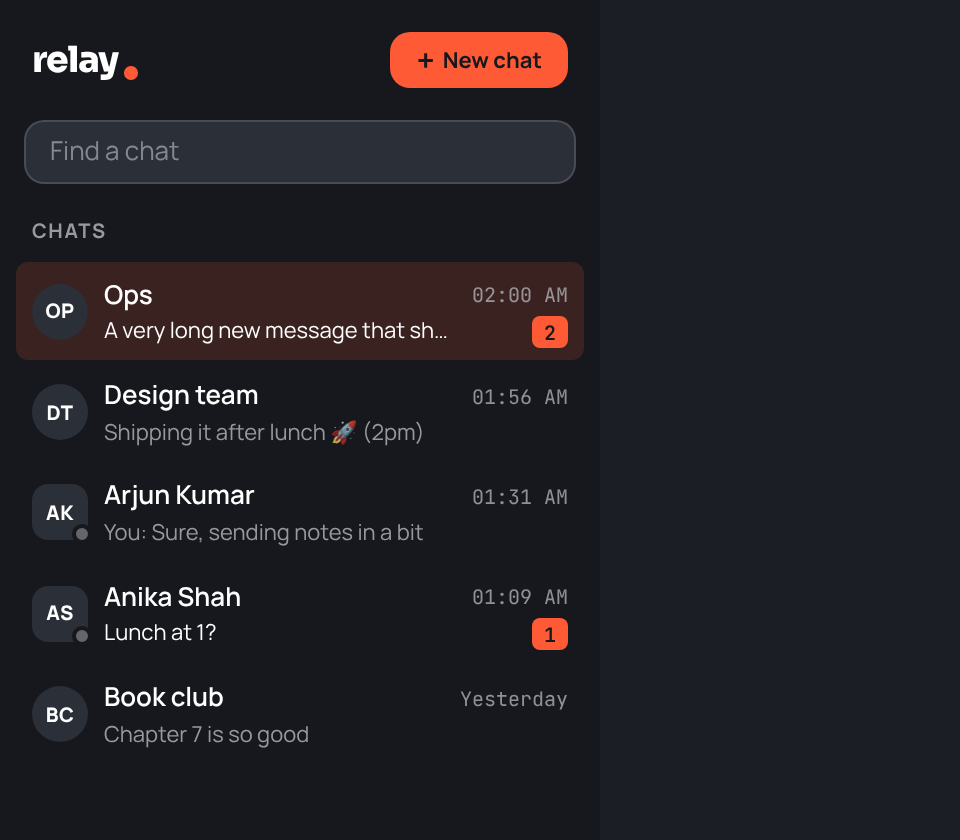 relay.
+ New chat
Find a chat
CHATS
OP
Ops
02:00 AM
A very long new message that sh…
2
DT
Design team
01:56 AM
Shipping it after lunch 🚀 (2pm)
AK
Arjun Kumar
01:31 AM
You: Sure, sending notes in a bit
AS
Anika Shah
01:09 AM
Lunch at 1?
1
BC
Book club
Yesterday
Chapter 7 is so good